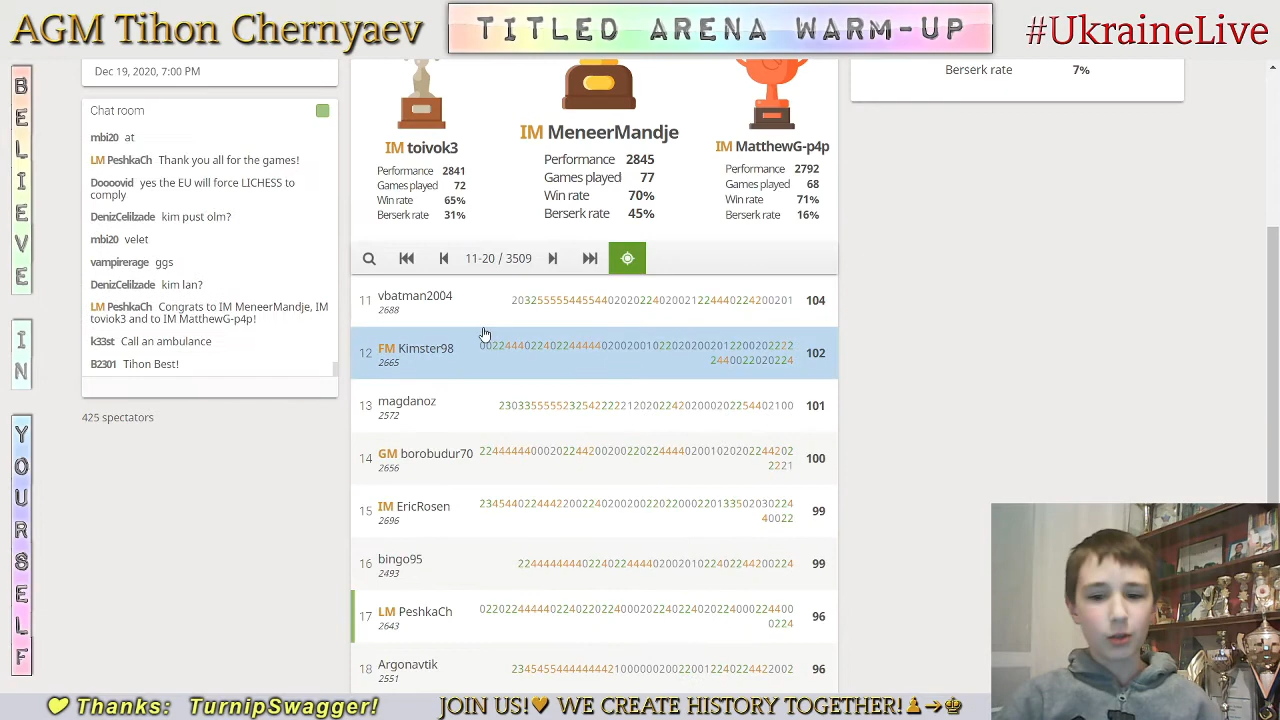 AGM Tihon Chernyaev
TITLED ARENA WARM-UP
#UkraineLive
BELIEVE
IN
YOURSELF
Dec 19, 2020, 7:00 PM
Chat room
mbi20 at
LM PeshkaCh Thank you all for the games!
Doooovid yes the EU will force LICHESS to
comply
DenizCelilzade kim pust olm?
mbi20 velet
vampirerage ggs
DenizCelilzade kim lan?
LM PeshkaCh Congrats to IM MeneerMandje, IM
toviok3 and to IM MatthewG-p4p!
k33st Call an ambulance
B2301 Tihon Best!
425 spectators
IM toivok3
Performance 2841
Games played 72
Win rate 65%
Berserk rate 31%
IM MeneerMandje
Performance 2845
Games played 77
Win rate 70%
Berserk rate 45%
IM MatthewG-p4p
Performance 2792
Games played 68
Win rate 71%
Berserk rate 16%
Berserk rate 7%
11-20 / 3509
11 vbatman2004 104
2688
12 FM Kimster98 102
2665
13 magdanoz 101
2572
14 GM borobudur70 100
2656
15 IM EricRosen 99
2696
16 bingo95 99
2493
17 LM PeshkaCh 96
2643
18 Argonavtik 96
2551
Thanks: TurnipSwagger!
JOIN US! WE CREATE HISTORY TOGETHER!